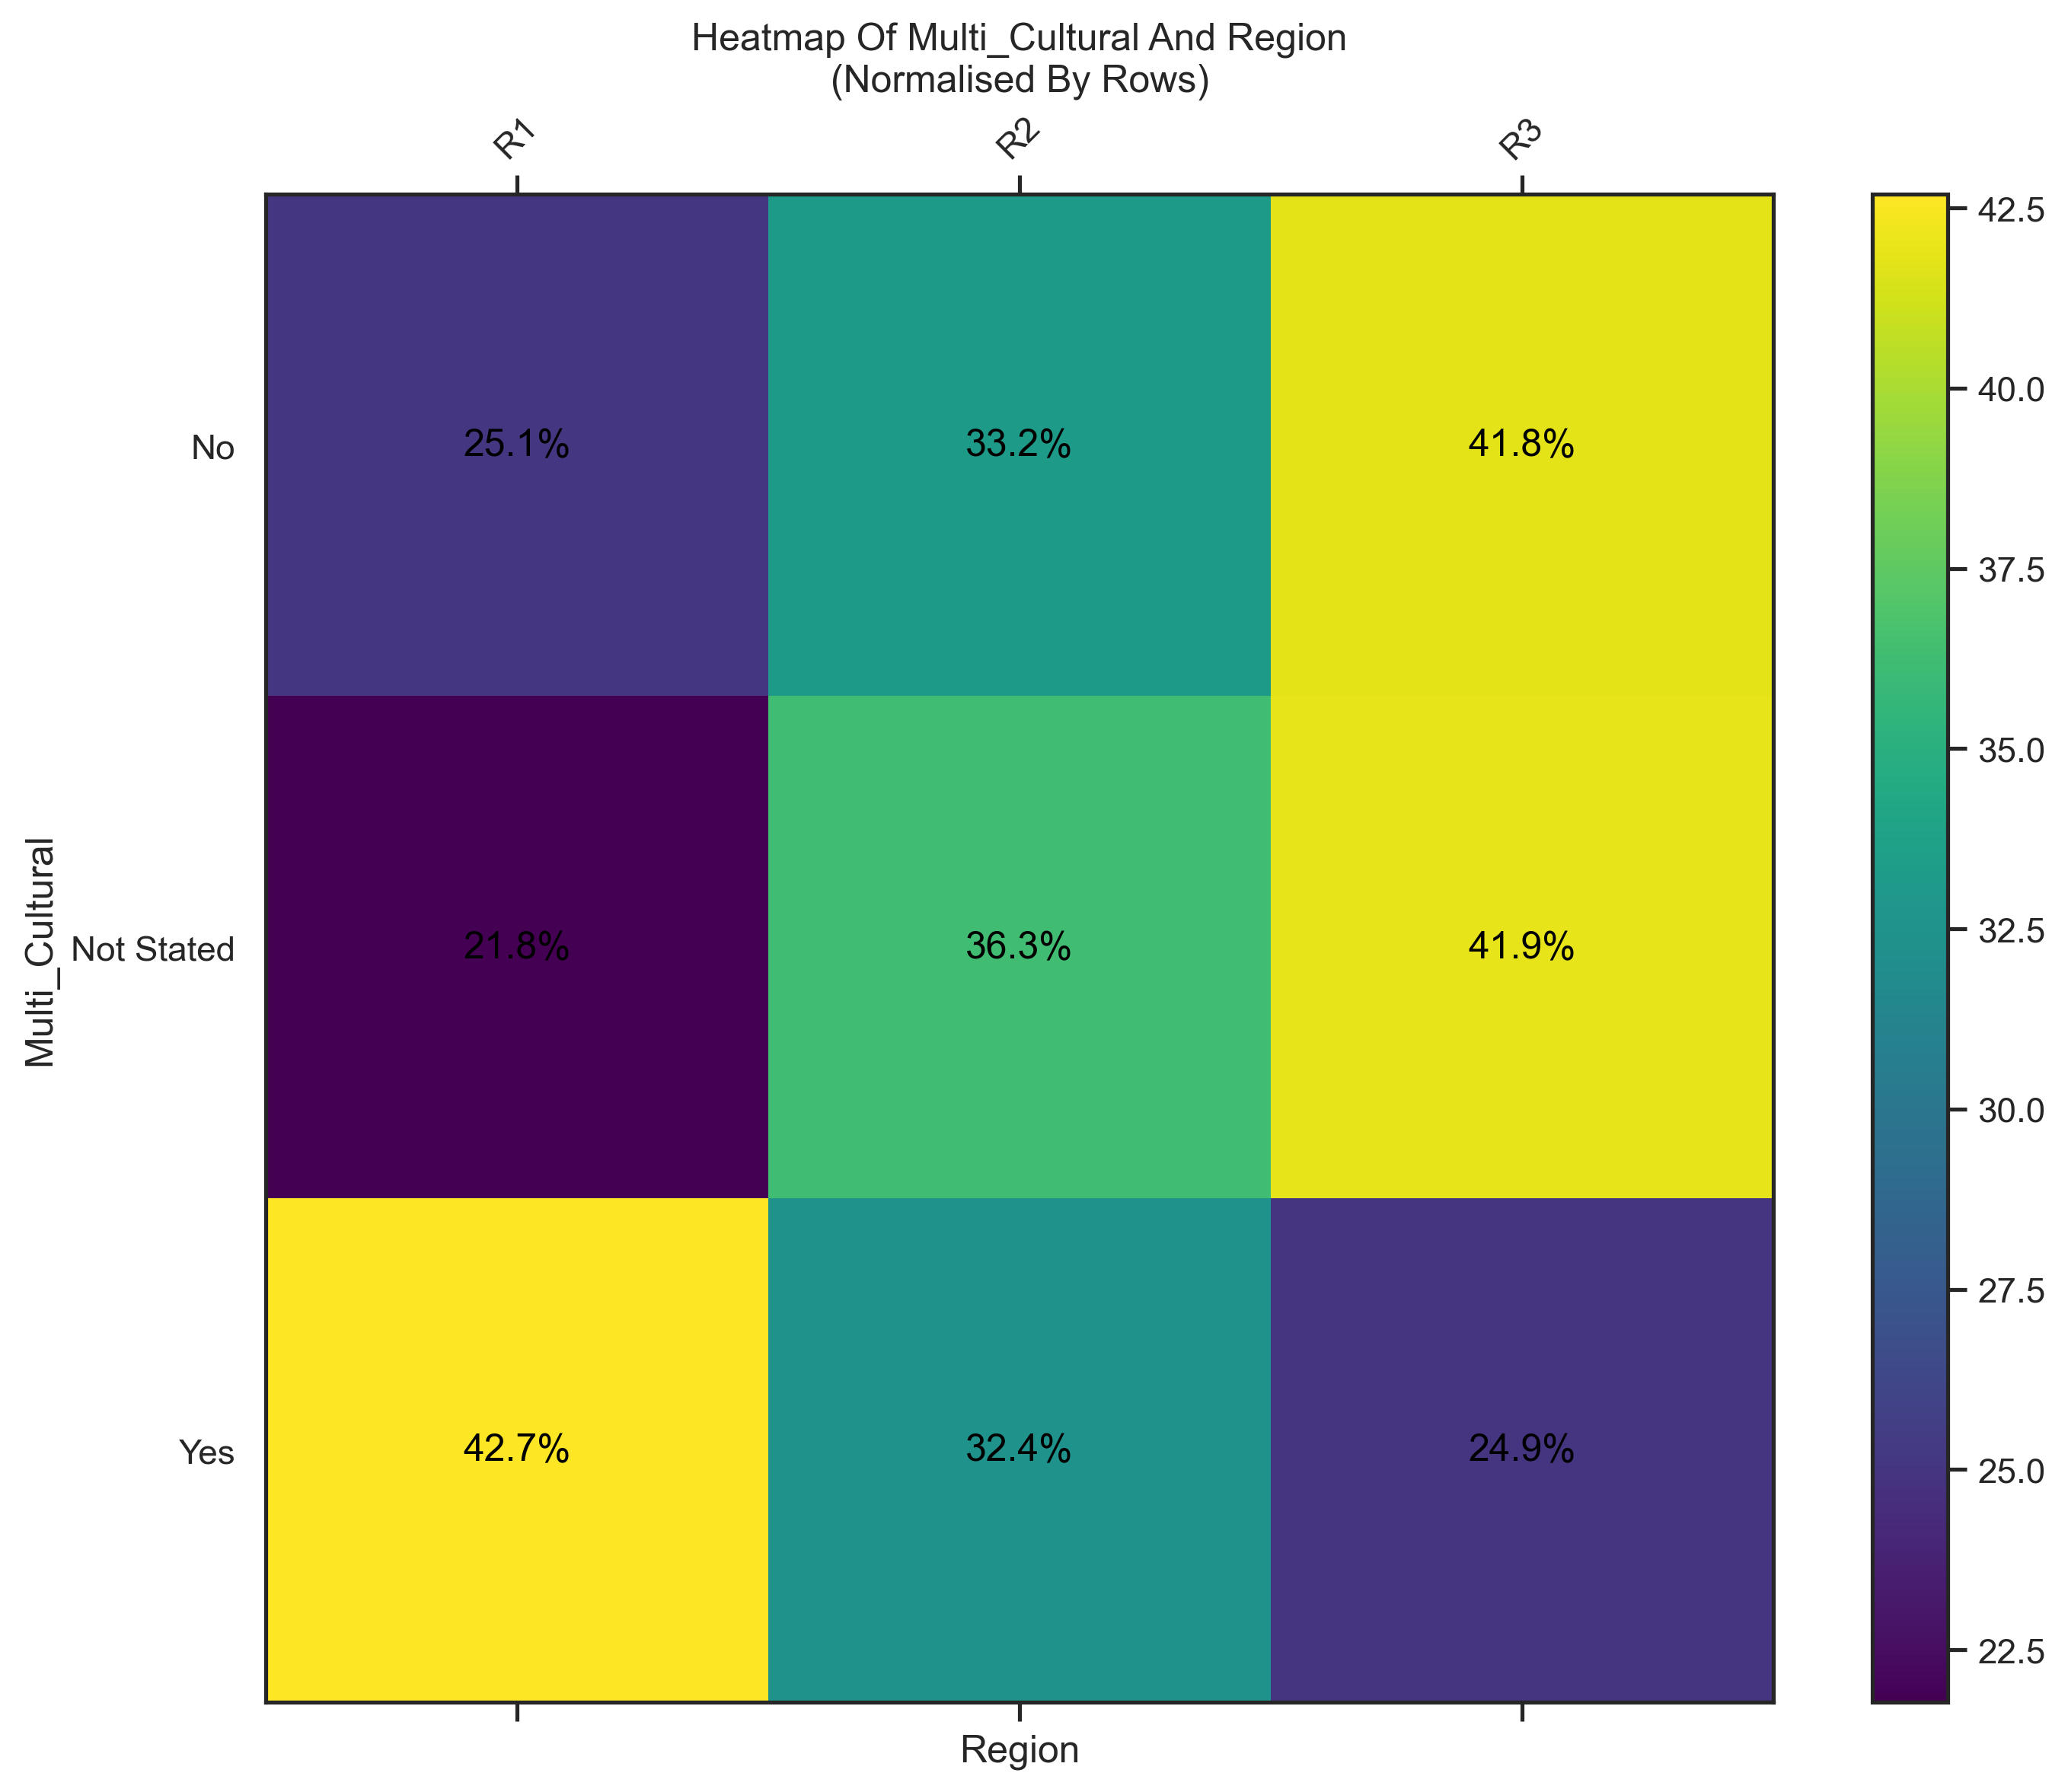 Heatmap Of Multi_Cultural And Region
(Normalised By Rows)
R1
R2
R3
Multi_Cultural
No
25.1%
33.2%
41.8%
Not Stated
21.8%
36.3%
41.9%
Yes
42.7%
32.4%
24.9%
Region
42.5
40.0
37.5
35.0
32.5
30.0
27.5
25.0
22.5